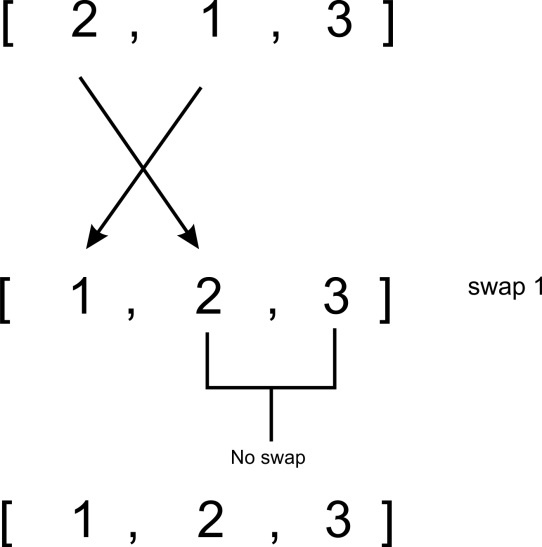 [ 2 , 1 , 3 ]
[ 1 , 2 , 3 ] swap 1
No swap
[ 1 , 2 , 3 ]